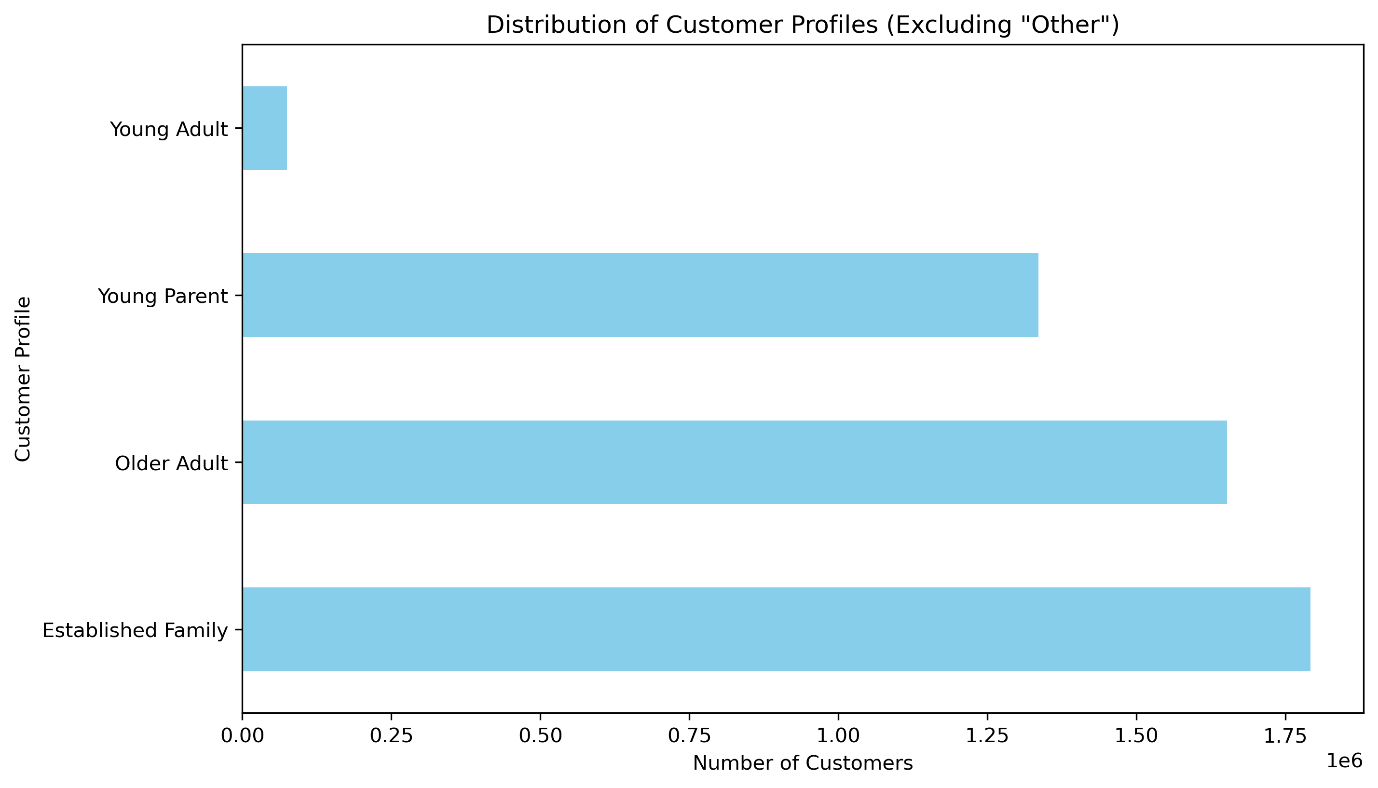 Distribution of Customer Profiles (Excluding "Other")
Customer Profile
Young Adult
Young Parent
Older Adult
Established Family
0.00 0.25 0.50 0.75 1.00 1.25 1.50 1.75
1e6
Number of Customers